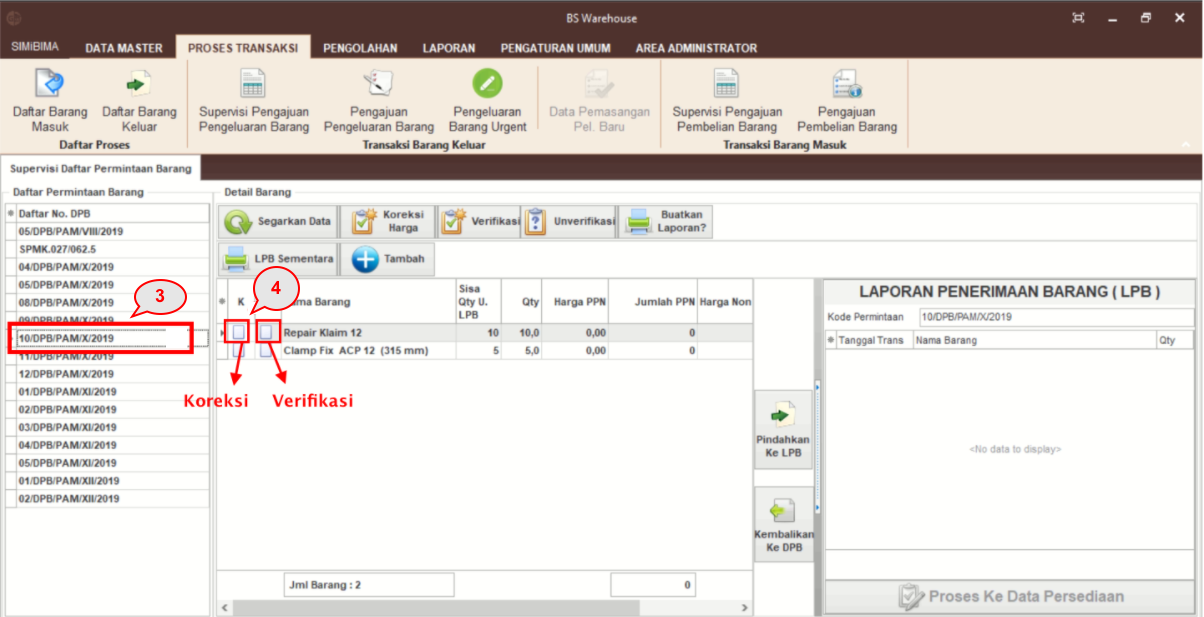 BS Warehouse
SIMiBIMA DATA MASTER PROSES TRANSAKSI PENGOLAHAN LAPORAN PENGATURAN UMUM AREA ADMINISTRATOR
Daftar Barang Masuk
Daftar Barang Keluar
Supervisi Pengajuan Pengeluaran Barang
Pengajuan Pengeluaran Barang
Pengeluaran Barang Urgent
Data Pemasangan Pel. Baru
Supervisi Pengajuan Pembelian Barang
Pengajuan Pembelian Barang
Daftar Proses
Transaksi Barang Keluar
Transaksi Barang Masuk
Supervisi Daftar Permintaan Barang
Daftar Permintaan Barang
Daftar No. DPB
05/DPB/PAM/VIII/2019
SPMK.027/062.5
04/DPB/PAM/X/2019
05/DPB/PAM/X/2019
08/DPB/PAM/X/2019
09/DPB/PAM/X/2019
10/DPB/PAM/X/2019
11/DPB/PAM/X/2019
12/DPB/PAM/X/2019
01/DPB/PAM/XI/2019
02/DPB/PAM/XI/2019
03/DPB/PAM/XI/2019
04/DPB/PAM/XI/2019
05/DPB/PAM/XI/2019
01/DPB/PAM/XII/2019
02/DPB/PAM/XII/2019
3
Detail Barang
Segarkan Data
Koreksi Harga
Verifikasi
Unverifikasi
Buatkan Laporan?
LPB Sementara
Tambah
4
K
Barang
Sisa Qty U. LPB
Qty
Harga PPN
Jumlah PPN
Harga Non
Repair Klaim 12 10 10,0 0,00 0
Clamp Fix ACP 12 (315 mm) 5 5,0 0,00 0
Koreksi Verifikasi
Jml Barang : 2 0
Pindahkan Ke LPB
Kembalikan Ke DPB
LAPORAN PENERIMAAN BARANG ( LPB )
Kode Permintaan 10/DPB/PAM/X/2019
Tanggal Trans Nama Barang Qty
<No data to display>
Proses Ke Data Persediaan